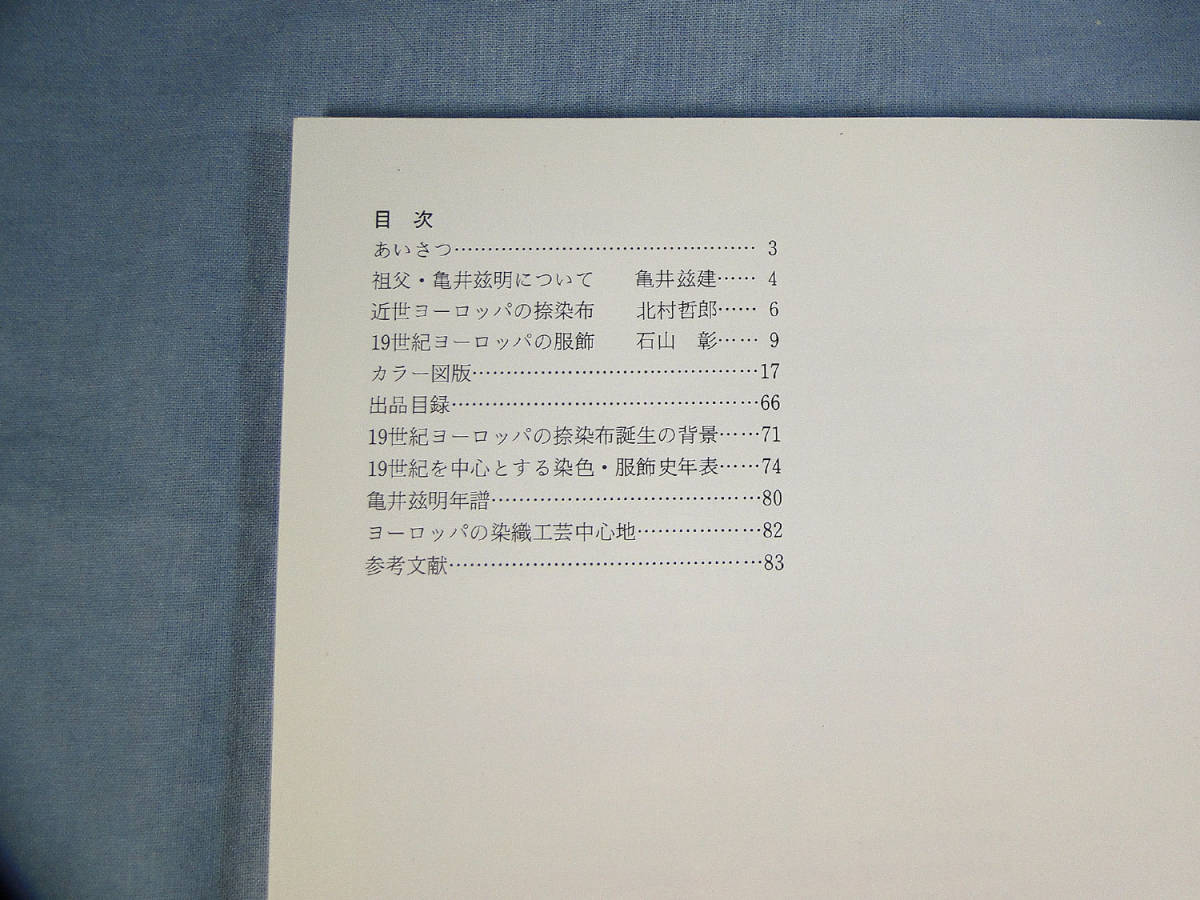 目　次
あいさつ………………………………………… 3
祖父・亀井玆明について　　亀井玆建…… 4
近世ヨーロッパの捺染布　　北村哲郎…… 6
19世紀ヨーロッパの服飾　　石山　彰…… 9
カラー図版……………………………………17
出品目録………………………………………66
19世紀ヨーロッパの捺染布誕生の背景……71
19世紀を中心とする染色・服飾史年表……74
亀井玆明年譜…………………………………80
ヨーロッパの染織工芸中心地………………82
参考文献………………………………………83